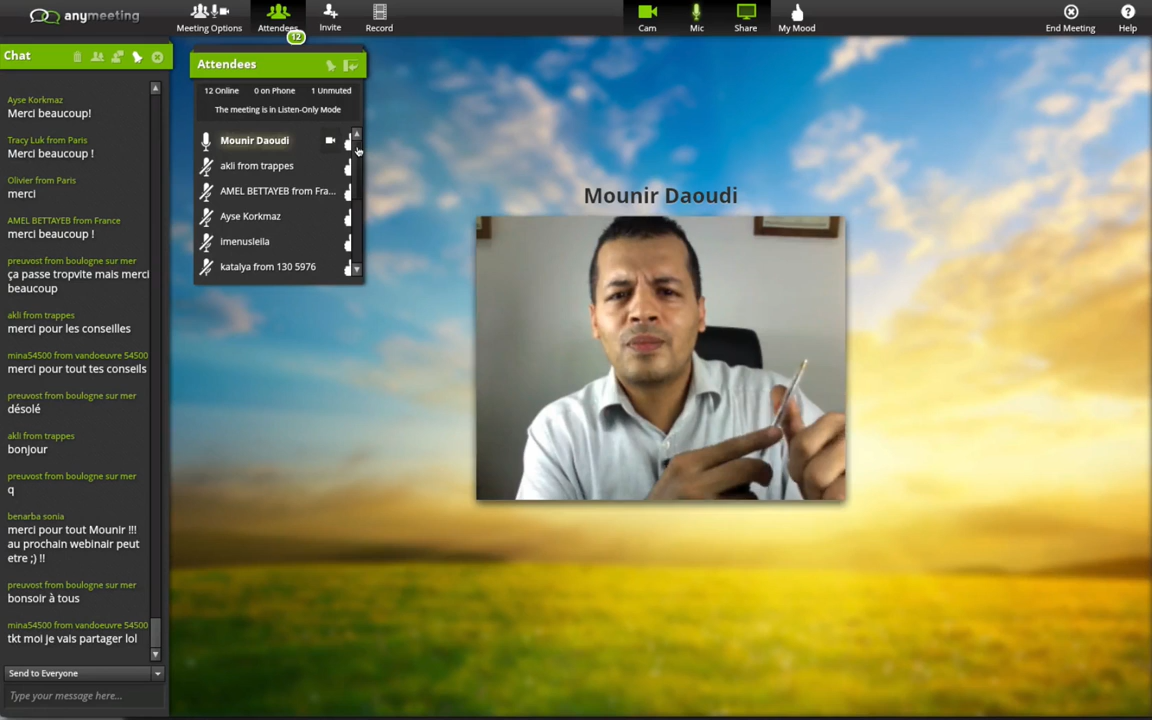 anymeeting
Meeting Options
Attendees
12
Invite
Record
Cam
Mic
Share
My Mood
End Meeting
Help
Chat
Ayse Korkmaz
Merci beaucoup!
Tracy Luk from Paris
Merci beaucoup !
Olivier from Paris
merci
AMEL BETTAYEB from France
merci beaucoup !
preuvost from boulogne sur mer
ça passe tropvite mais merci
beaucoup
akli from trappes
merci pour les conseilles
mina54500 from vandoeuvre 54500
merci pour tout tes conseils
preuvost from boulogne sur mer
désolé
akli from trappes
bonjour
preuvost from boulogne sur mer
q
benarba sonia
merci pour tout Mounir !!!
au prochain webinair peut
etre ;) !!
preuvost from boulogne sur mer
bonsoir à tous
mina54500 from vandoeuvre 54500
tkt moi je vais partager lol
Send to Everyone
Type your message here...
Attendees
12 Online 0 on Phone 1 Unmuted
The meeting is in Listen-Only Mode
Mounir Daoudi
akli from trappes
AMEL BETTAYEB from Fra...
Ayse Korkmaz
imenusleila
katalya from 130 5976
Mounir Daoudi